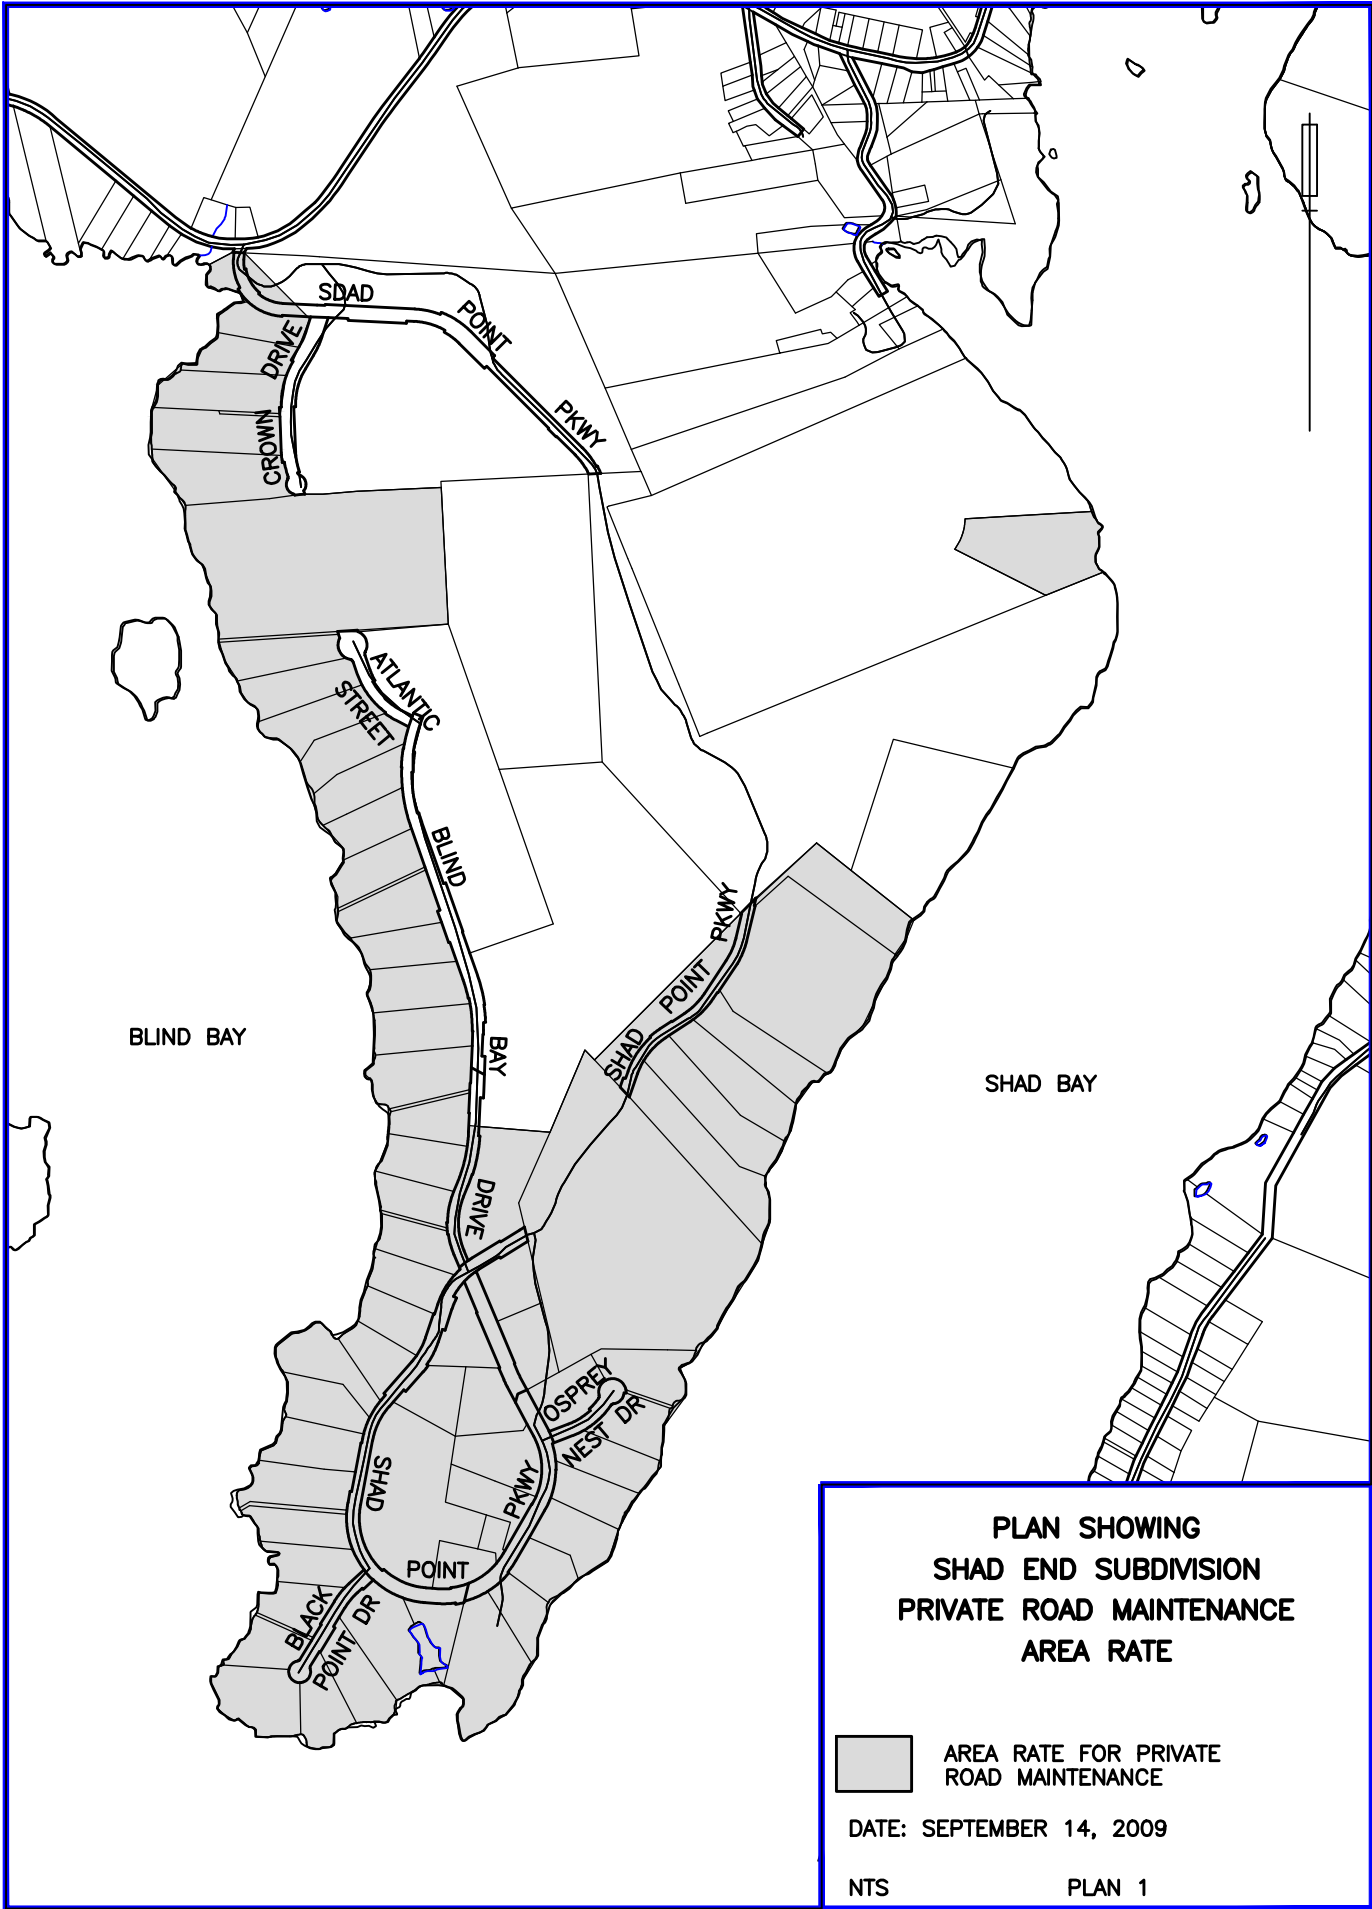 SDAD POINT PKWY
CROWN DRIVE
ATLANTIC
STREET
BLIND BAY DRIVE
SHAD POINT PKWY
BLIND BAY
SHAD BAY
OSPREY
NEST DR
SHAD POINT PKWY
BLACK
POINT DR
PLAN SHOWING
SHAD END SUBDIVISION
PRIVATE ROAD MAINTENANCE
AREA RATE
AREA RATE FOR PRIVATE
ROAD MAINTENANCE
DATE: SEPTEMBER 14, 2009
NTS PLAN 1